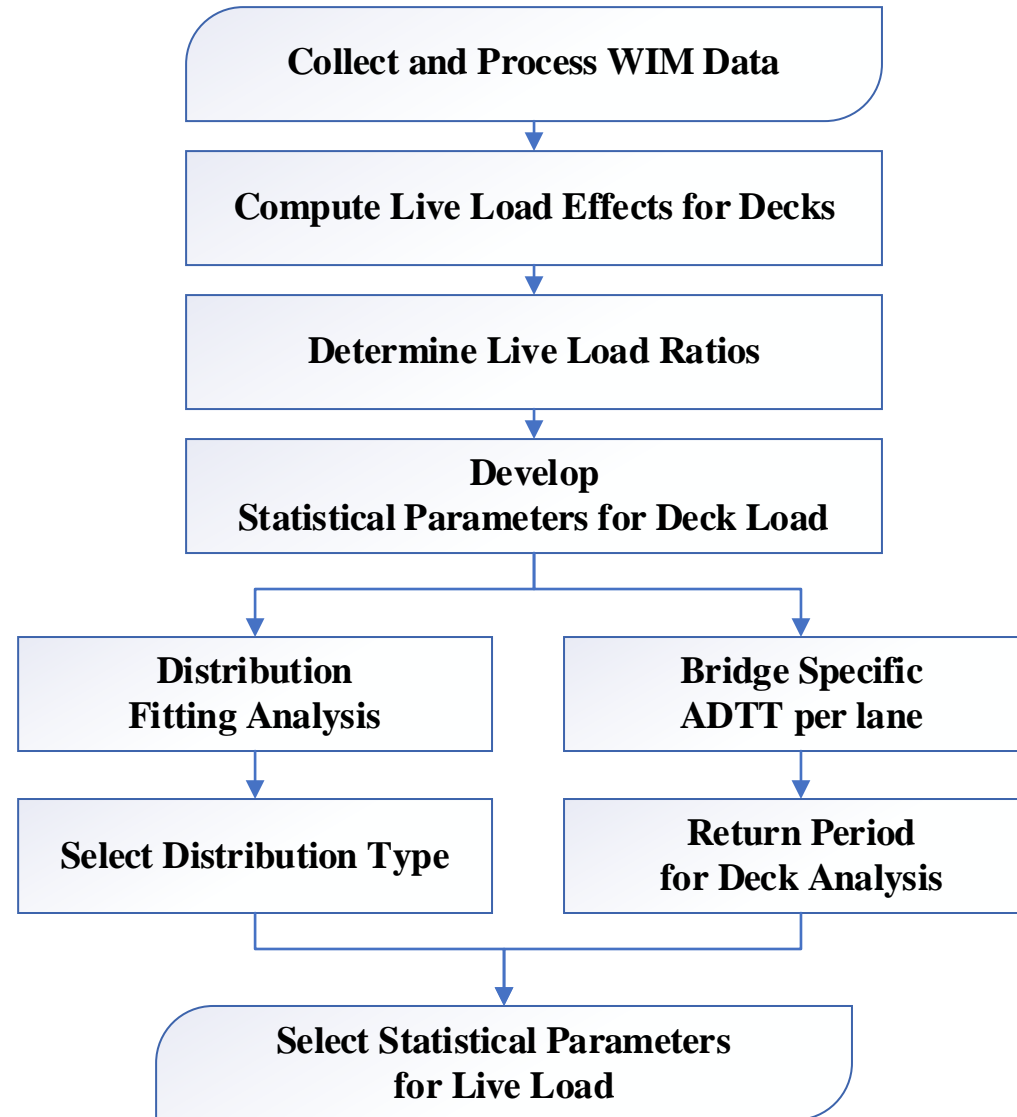 Collect and Process WIM Data
Compute Live Load Effects for Decks
Determine Live Load Ratios
Develop
Statistical Parameters for Deck Load
Distribution
Fitting Analysis
Bridge Specific
ADTT per lane
Select Distribution Type
Return Period
for Deck Analysis
Select Statistical Parameters
for Live Load